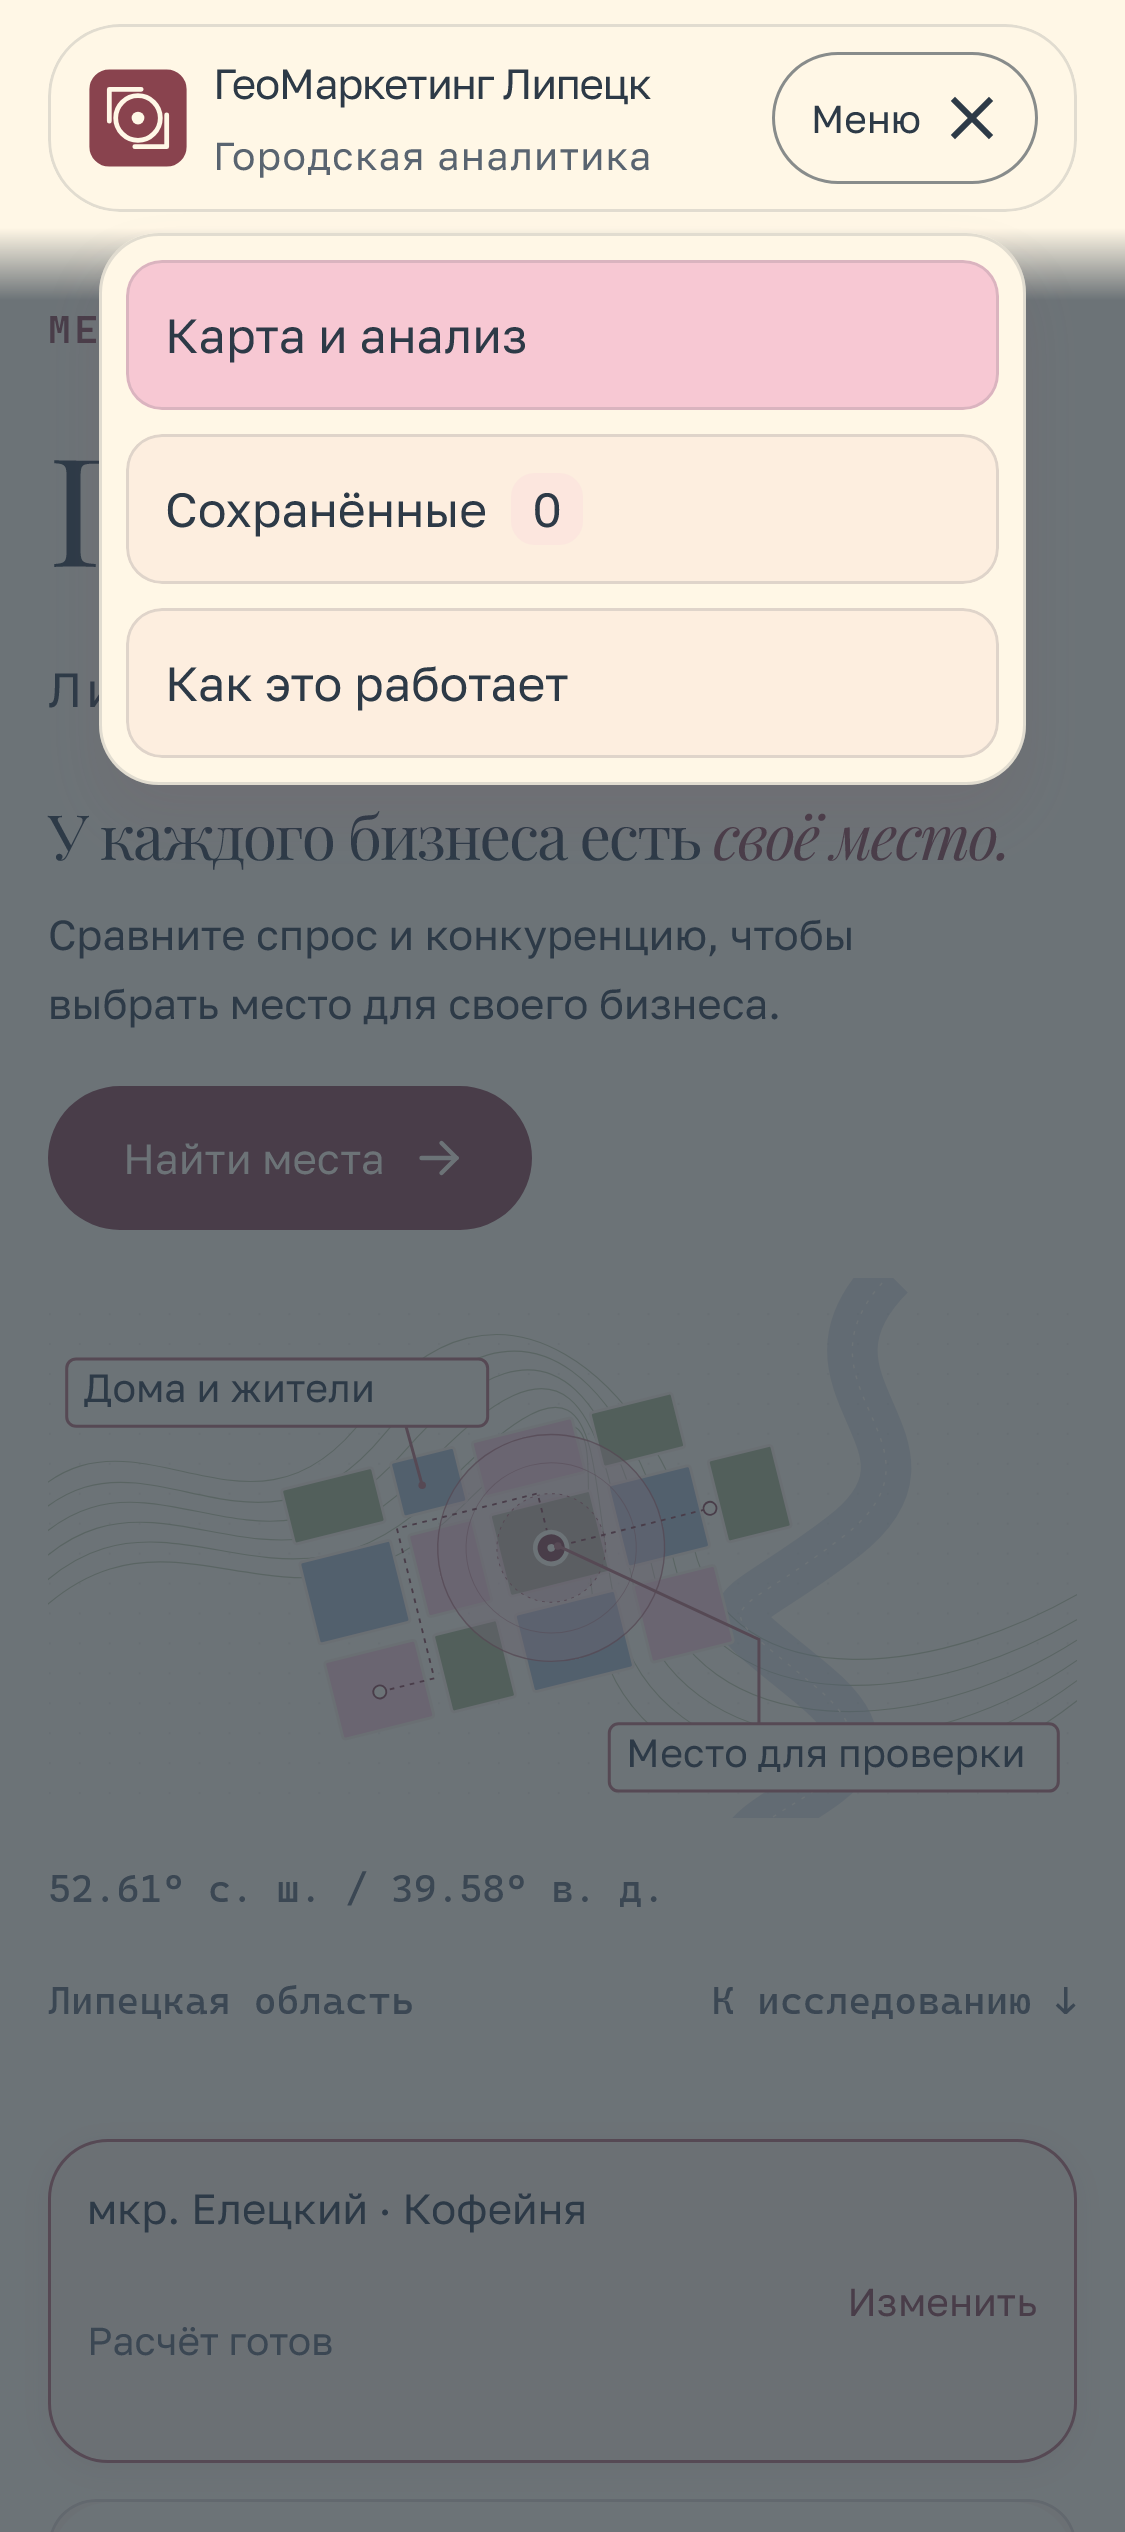 ГеоМаркетинг Липецк
Городская аналитика
Меню
Карта и анализ
Сохранённые 0
Как это работает
У каждого бизнеса есть своё место.
Сравните спрос и конкуренцию, чтобы
выбрать место для своего бизнеса.
Найти места →
Дома и жители
Место для проверки
52.61° с. ш. / 39.58° в. д.
Липецкая область
К исследованию ↓
мкр. Елецкий · Кофейня
Изменить
Расчёт готов